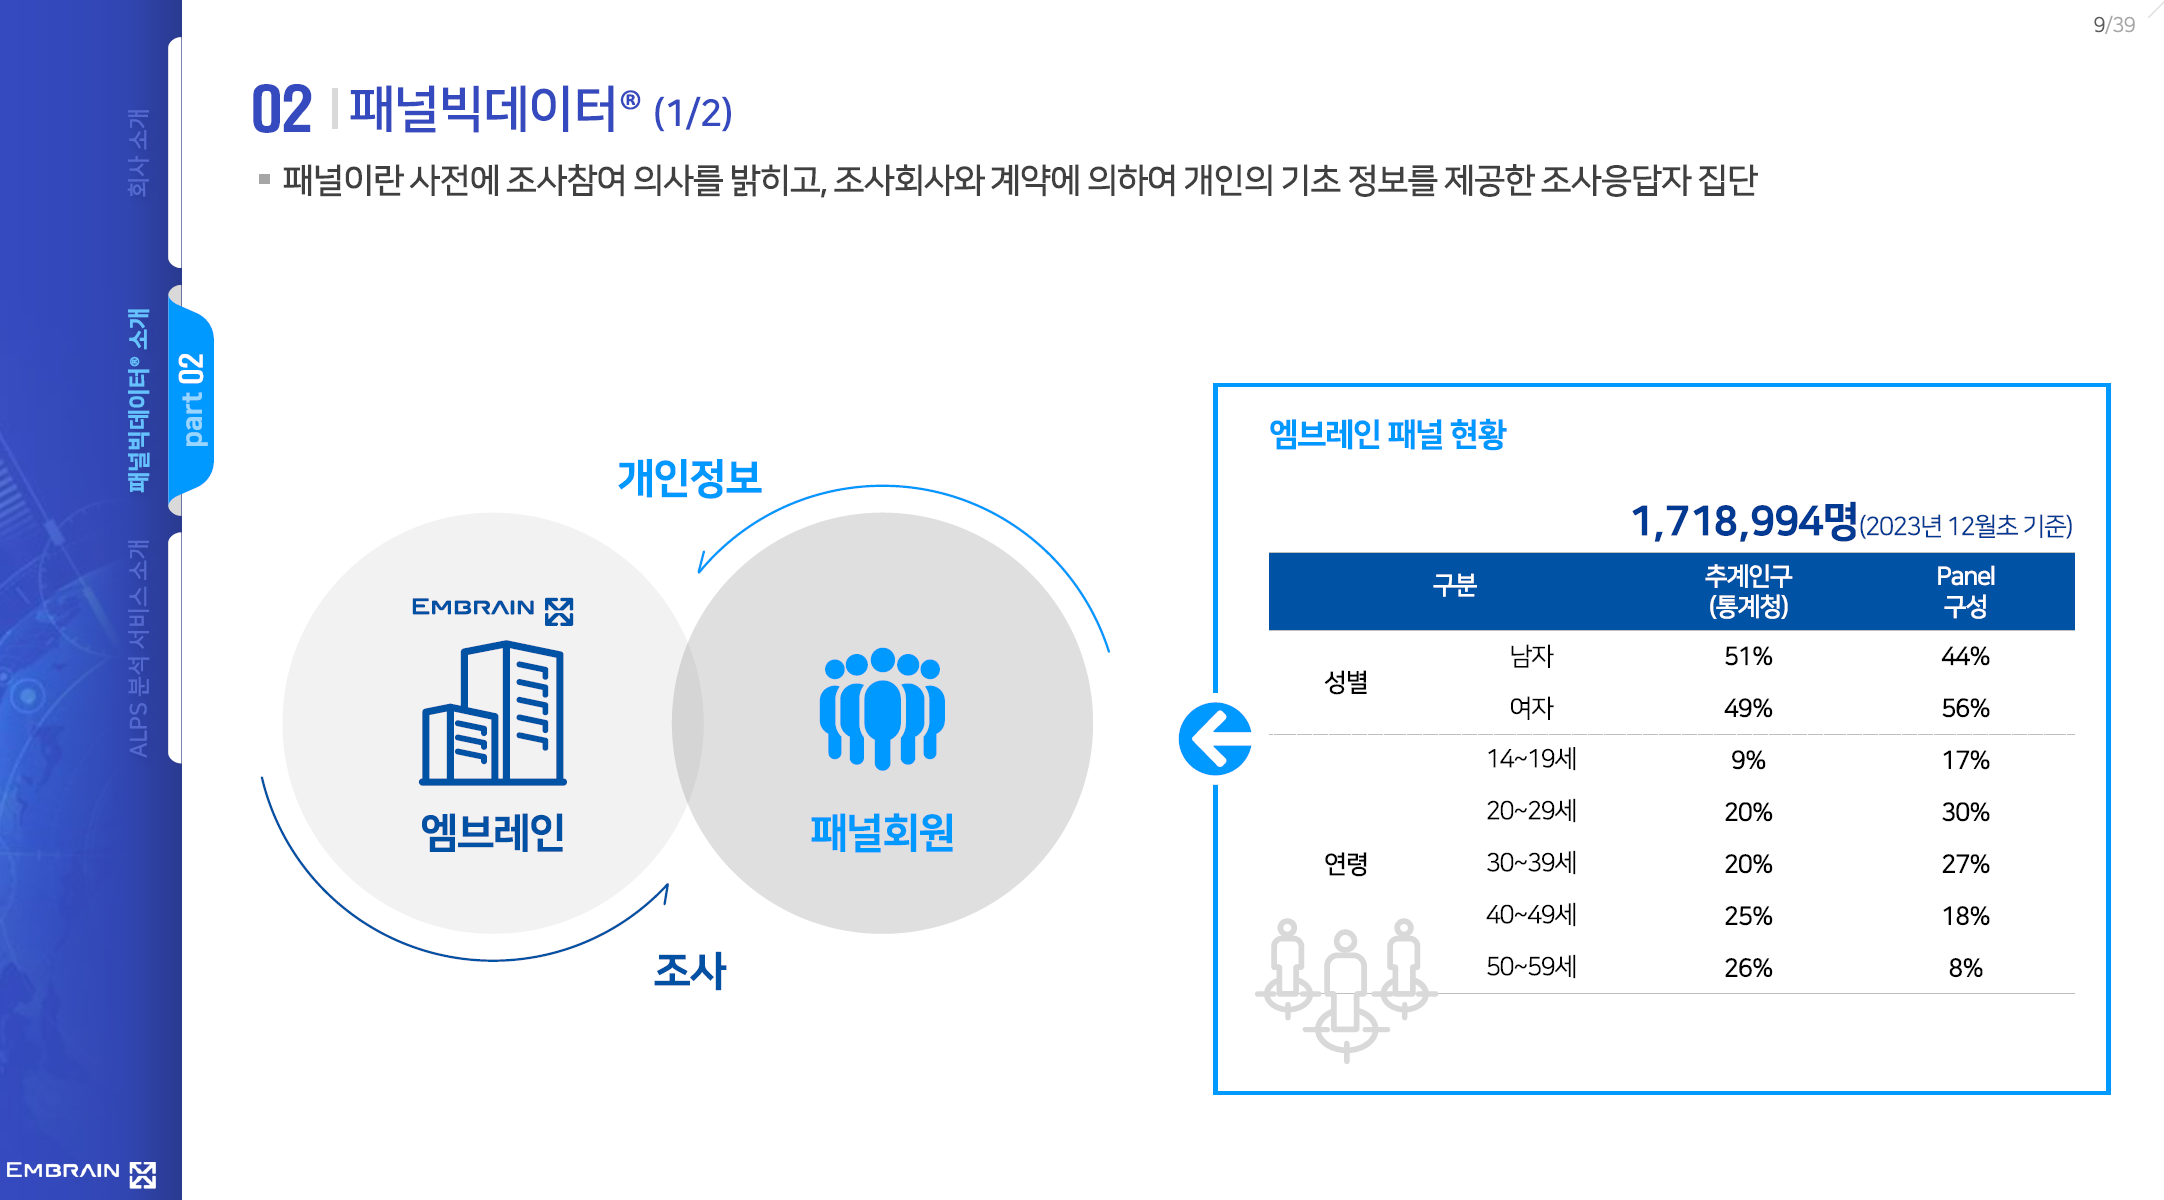 9/39
회사 소개
패널빅데이터® 소개
part 02
ALPS 분석 서비스 소개
EMBRAIN
02 패널빅데이터® (1/2)
패널이란 사전에 조사참여 의사를 밝히고, 조사회사와 계약에 의하여 개인의 기초 정보를 제공한 조사응답자 집단
개인정보
EMBRAIN
엠브레인
패널회원
조사
엠브레인 패널 현황
1,718,994명(2023년 12월초 기준)
구분 추계인구 (통계청) Panel 구성
성별 남자 51% 44%
여자 49% 56%
연령 14~19세 9% 17%
20~29세 20% 30%
30~39세 20% 27%
40~49세 25% 18%
50~59세 26% 8%